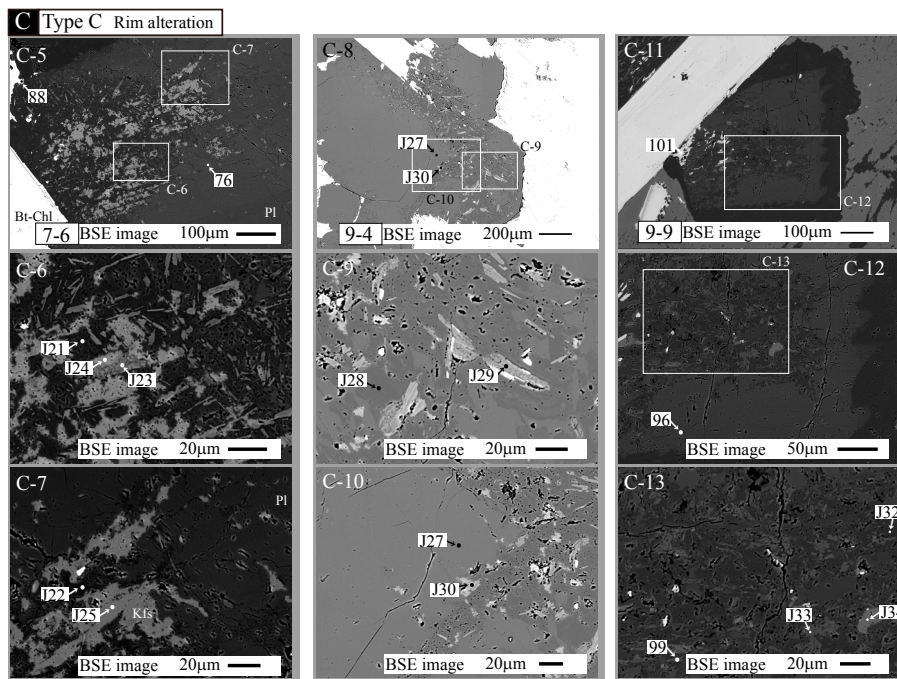 C Type C Rim alteration
C-5
C-7
88
C-6
76
Bt-Chl
Pl
7-6 BSE image 100µm
C-8
J27
C-9
J30
C-10
9-4 BSE image 200µm
C-11
101
C-12
9-9 BSE image 100µm
C-6
J21
J24
J23
BSE image 20µm
C-9
J28
J29
BSE image 20µm
C-13
C-12
96
BSE image 50µm
C-7
Pl
J22
J25
Kfs
BSE image 20µm
C-10
J27
J30
BSE image 20µm
C-13
J32
J33
99
BSE image 20µm